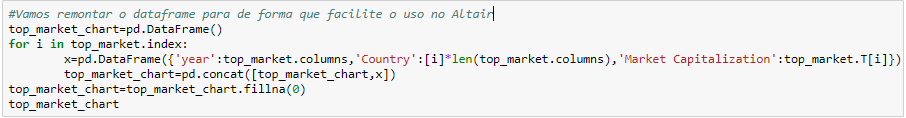 #Vamos remontar o dataframe para de forma que facilite o uso no Altair
top_market_chart=pd.DataFrame()
for i in top_market.index:
        x=pd.DataFrame({'year':top_market.columns,'Country':[i]*len(top_market.columns),'Market Capitalization':top_market.T[i]})
        top_market_chart=pd.concat([top_market_chart,x])
top_market_chart=top_market_chart.fillna(0)
top_market_chart